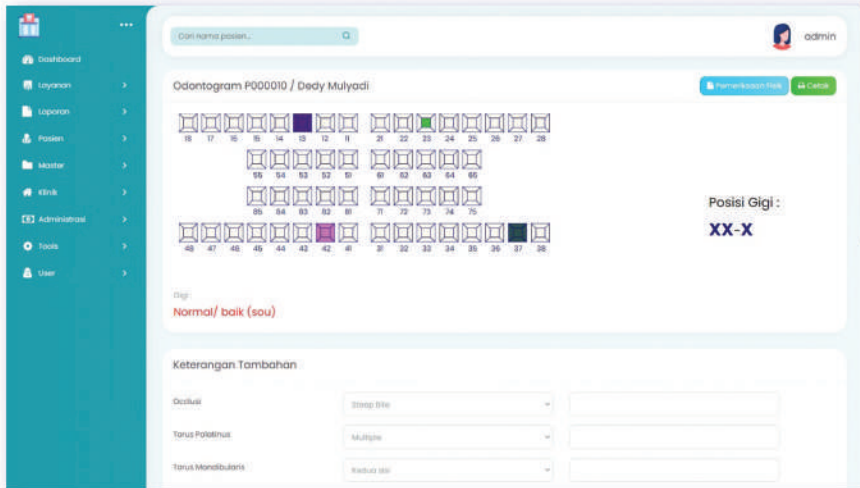 Cari nama pasien...
admin
Dashboard
Layanan
Laporan
Pasien
Master
Klinik
Administrasi
Tools
User
Odontogram P000010 / Dedy Mulyadi
Pemeriksaan Fisik
Cetak
18 17 16 15 14 13 12 11 21 22 23 24 25 26 27 28
55 54 53 52 51 61 62 63 64 65
85 84 83 82 81 71 72 73 74 75
48 47 46 45 44 43 42 41 31 32 33 34 35 36 37 38
Posisi Gigi :
XX-X
Gigi
Normal/ baik (sou)
Keterangan Tambahan
Occlusi
Steep Bite
Torus Palatinus
Multiple
Torus Mandibularis
Kedua sisi